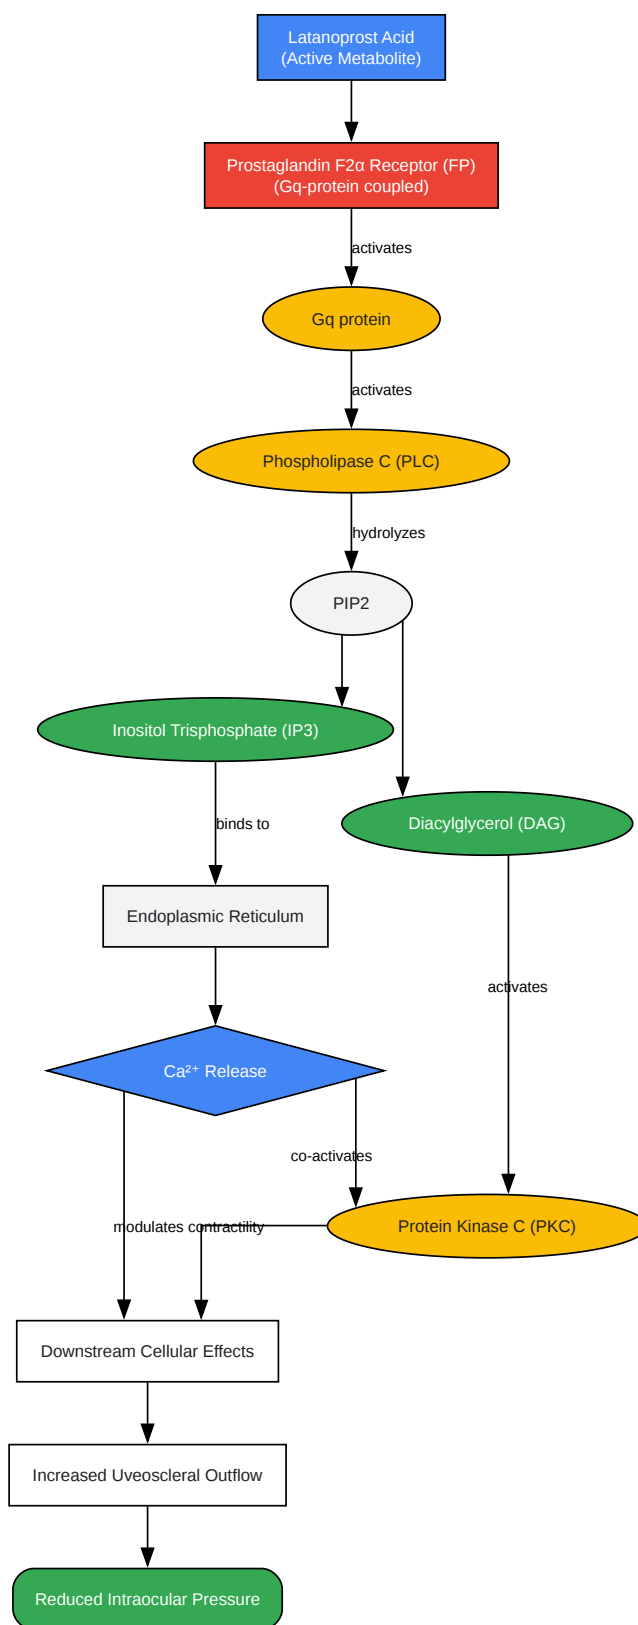 Latanoprost Acid
(Active Metabolite)
Prostaglandin F2α Receptor (FP)
(Gq-protein coupled)
activates
Gq protein
activates
Phospholipase C (PLC)
hydrolyzes
PIP2
Inositol Trisphosphate (IP3)
binds to
Diacylglycerol (DAG)
Endoplasmic Reticulum
activates
Ca²⁺ Release
co-activates
modulates contractility
Protein Kinase C (PKC)
Downstream Cellular Effects
Increased Uveoscleral Outflow
Reduced Intraocular Pressure